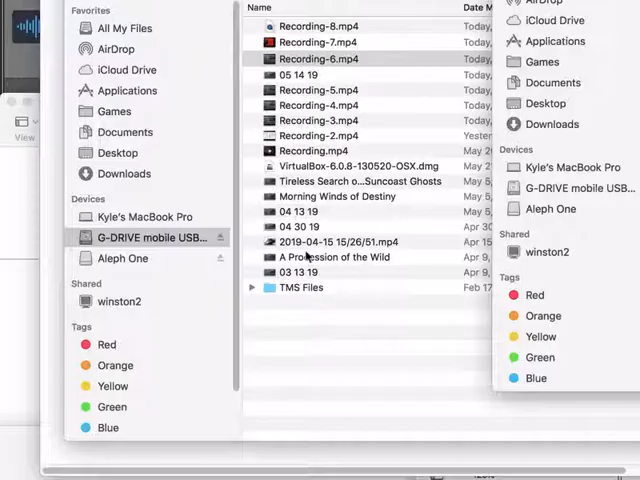 View
Favorites
All My Files
AirDrop
iCloud Drive
Applications
Games
Documents
Desktop
Downloads
Devices
Kyle's MacBook Pro
G-DRIVE mobile USB...
Aleph One
Shared
winston2
Tags
Red
Orange
Yellow
Green
Blue
Name
Date M
Recording-8.mp4 Today,
Recording-7.mp4 Today,
Recording-6.mp4 Today,
05 14 19 Today,
Recording-5.mp4 Today,
Recording-4.mp4 Today,
Recording-3.mp4 Today,
Recording-2.mp4 Yester
Recording.mp4 May 2
VirtualBox-6.0.8-130520-OSX.dmg May 2
Tireless Search o...Suncoast Ghosts May 5,
Morning Winds of Destiny May 5,
04 13 19 May 5,
04 30 19 Apr 30
2019-04-15 15/26/51.mp4 Apr 15
A Procession of the Wild Apr 9,
03 13 19 Apr 9,
TMS Files Feb 17
AirDrop
iCloud Drive
Applications
Games
Documents
Desktop
Downloads
Devices
Kyle's MacBook Pro
G-DRIVE mobile USB...
Aleph One
Shared
winston2
Tags
Red
Orange
Yellow
Green
Blue